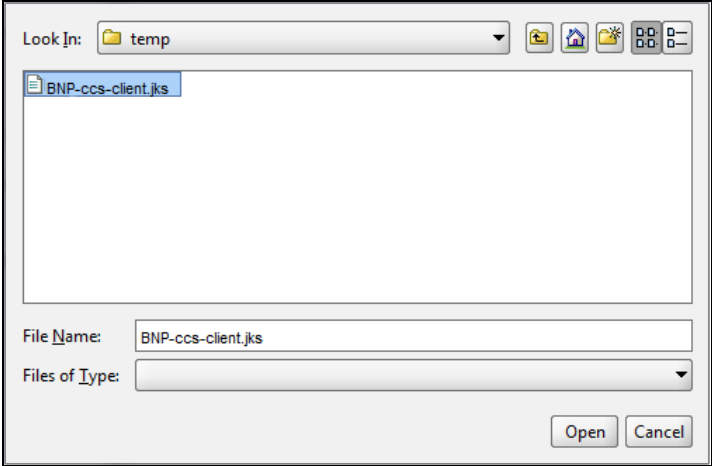 Look In: temp
BNP-ccs-client.jks
File Name: BNP-ccs-client.jks
Files of Type:
Open Cancel